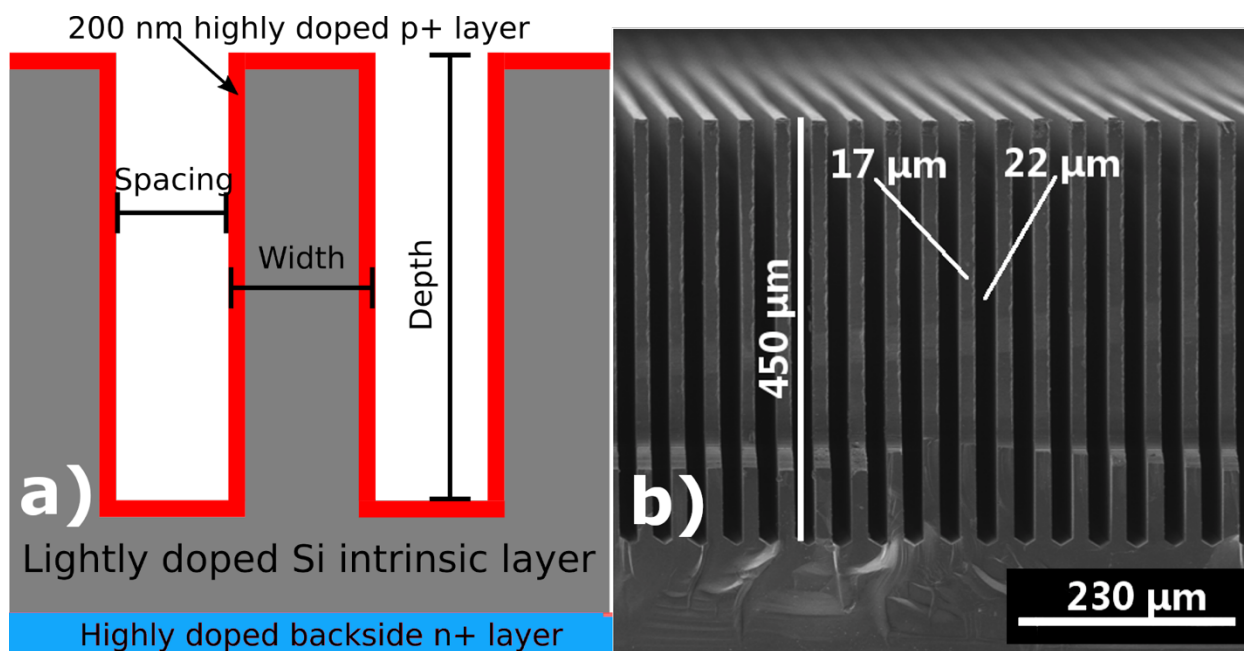 200 nm highly doped p+ layer
Spacing
Width
Depth
a)
Lightly doped Si intrinsic layer
Highly doped backside n+ layer
17 µm
22 µm
450 µm
b)
230 µm